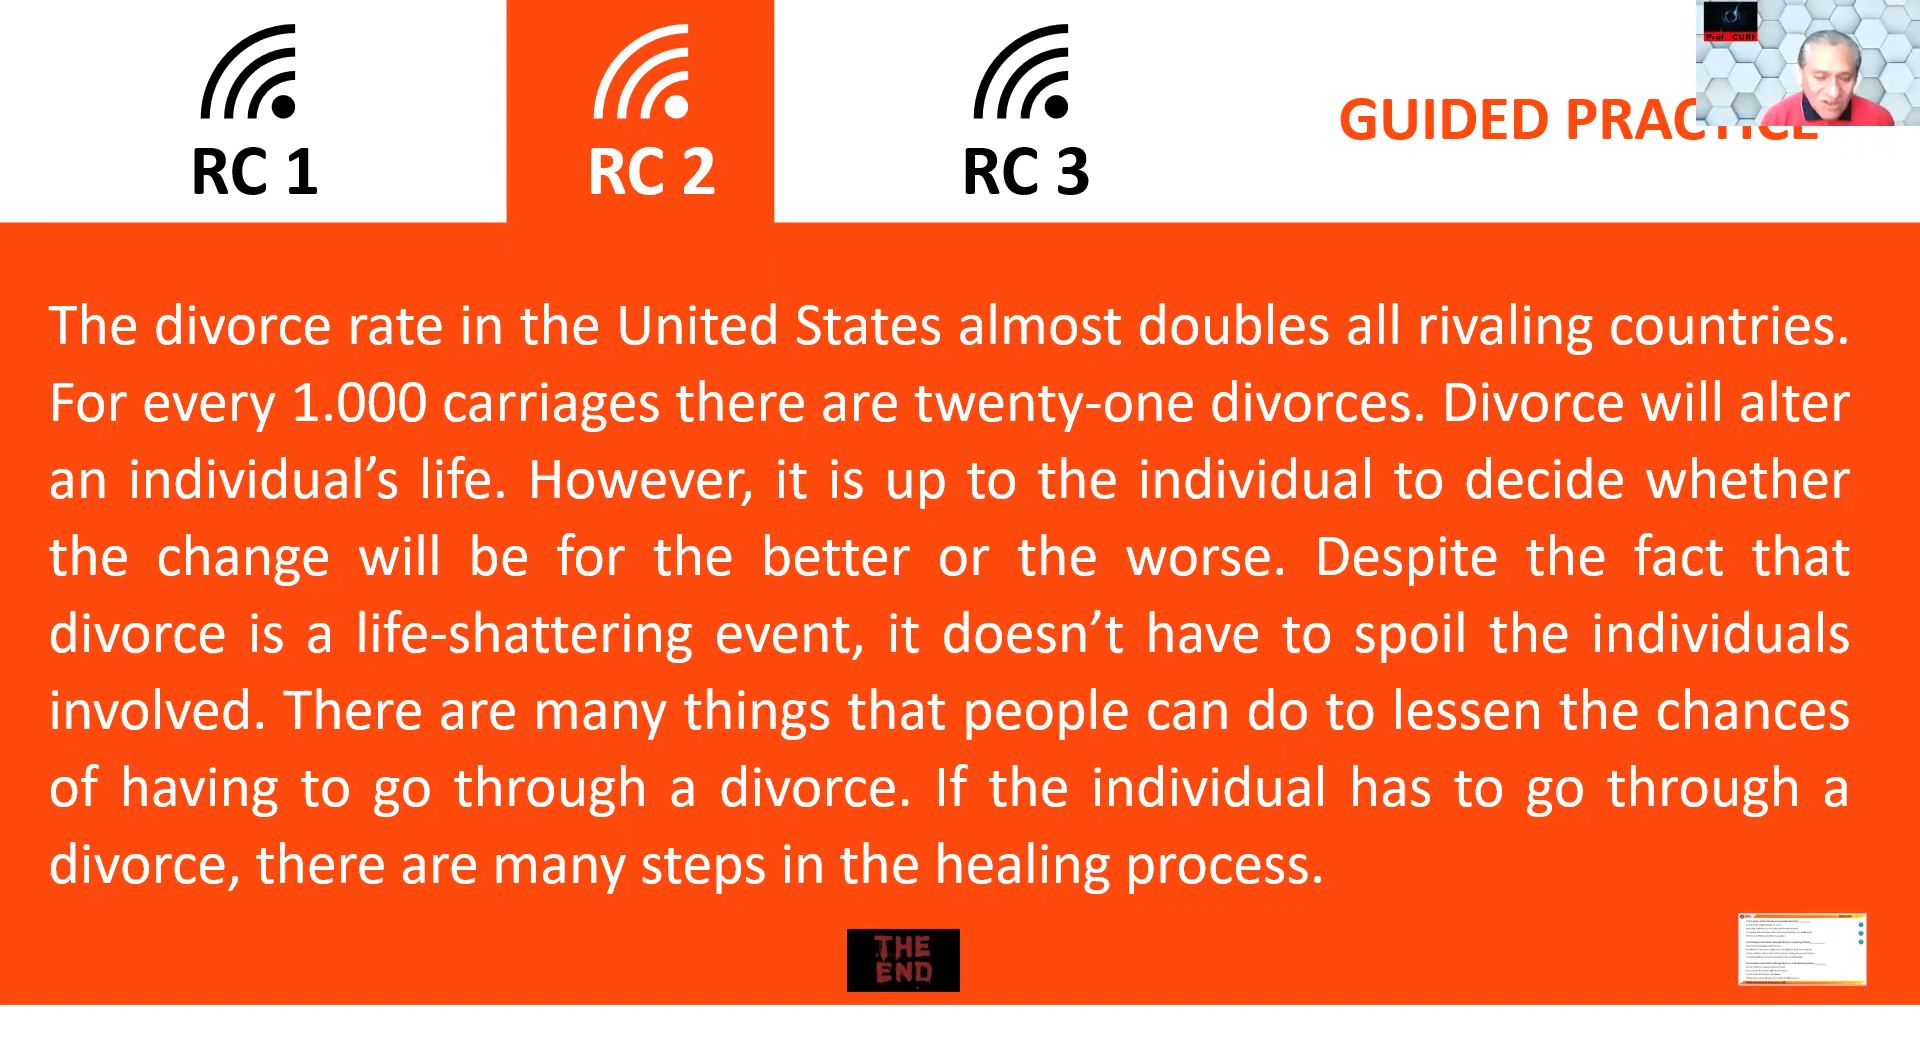 RC 1
RC 2
RC 3
GUIDED PRACTICE
Prof. CURI
The divorce rate in the United States almost doubles all rivaling countries.
For every 1.000 carriages there are twenty-one divorces. Divorce will alter
an individual’s life. However, it is up to the individual to decide whether
the change will be for the better or the worse. Despite the fact that
divorce is a life-shattering event, it doesn’t have to spoil the individuals
involved. There are many things that people can do to lessen the chances
of having to go through a divorce. If the individual has to go through a
divorce, there are many steps in the healing process.
THE
END